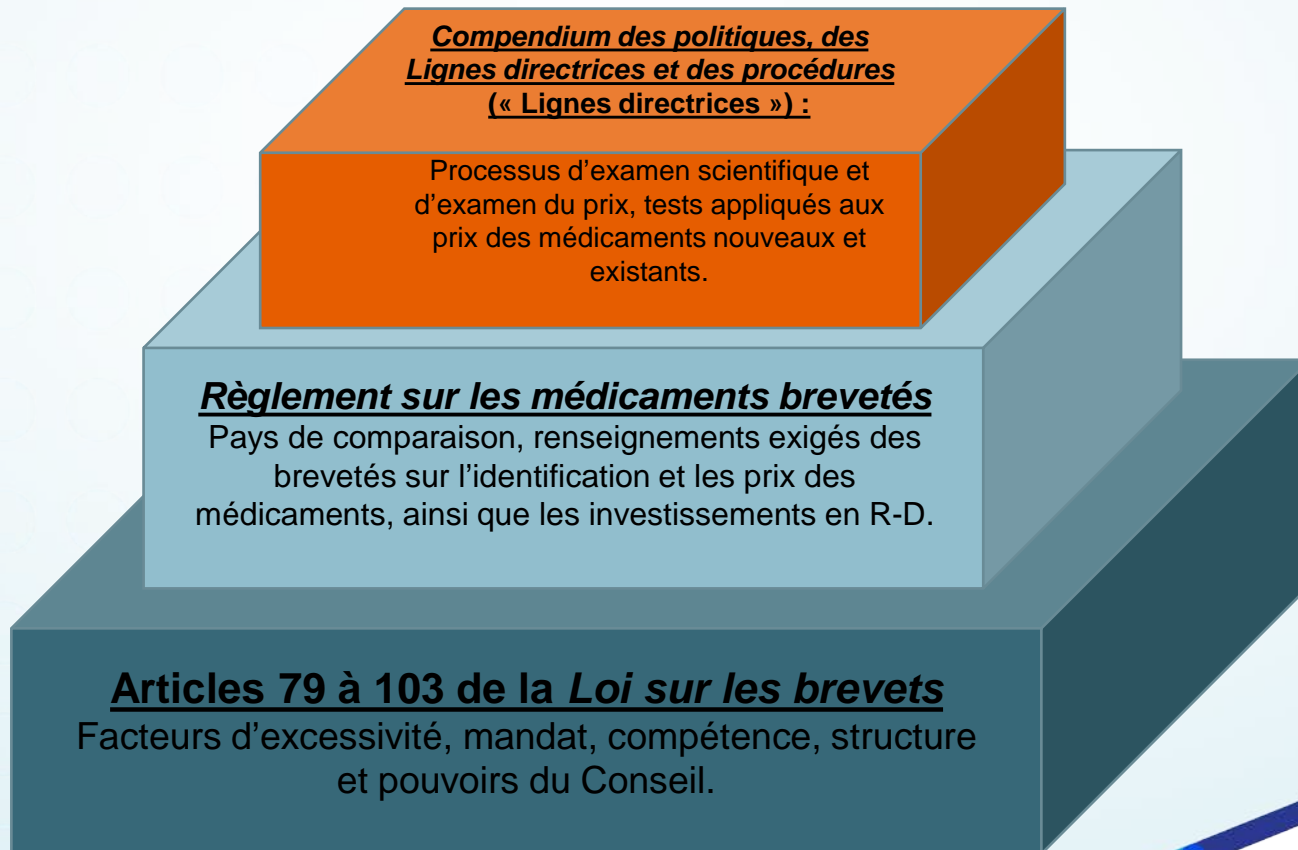 Compendium des politiques, des
Lignes directrices et des procédures
(« Lignes directrices ») :
Processus d’examen scientifique et
d’examen du prix, tests appliqués aux
prix des médicaments nouveaux et
existants.
Règlement sur les médicaments brevetés
Pays de comparaison, renseignements exigés des
brevetés sur l’identification et les prix des
médicaments, ainsi que les investissements en R-D.
Articles 79 à 103 de la Loi sur les brevets
Facteurs d’excessivité, mandat, compétence, structure
et pouvoirs du Conseil.